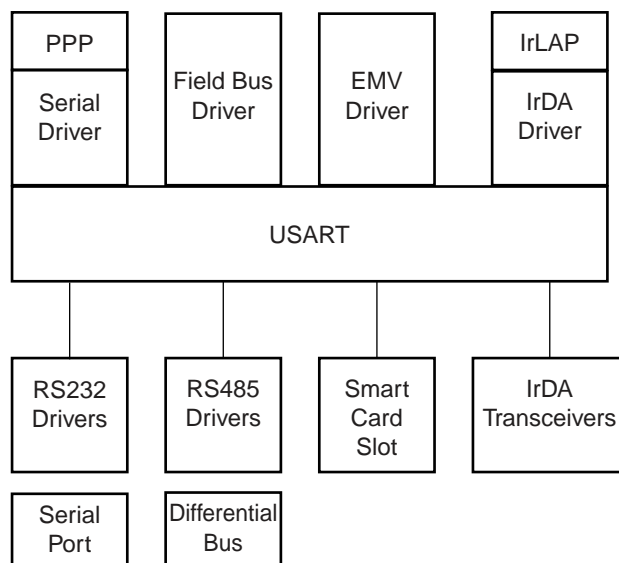 PPP
Serial
Driver
Field Bus
Driver
EMV
Driver
IrLAP
IrDA
Driver
USART
RS232
Drivers
RS485
Drivers
Smart
Card
Slot
IrDA
Transceivers
Serial
Port
Differential
Bus